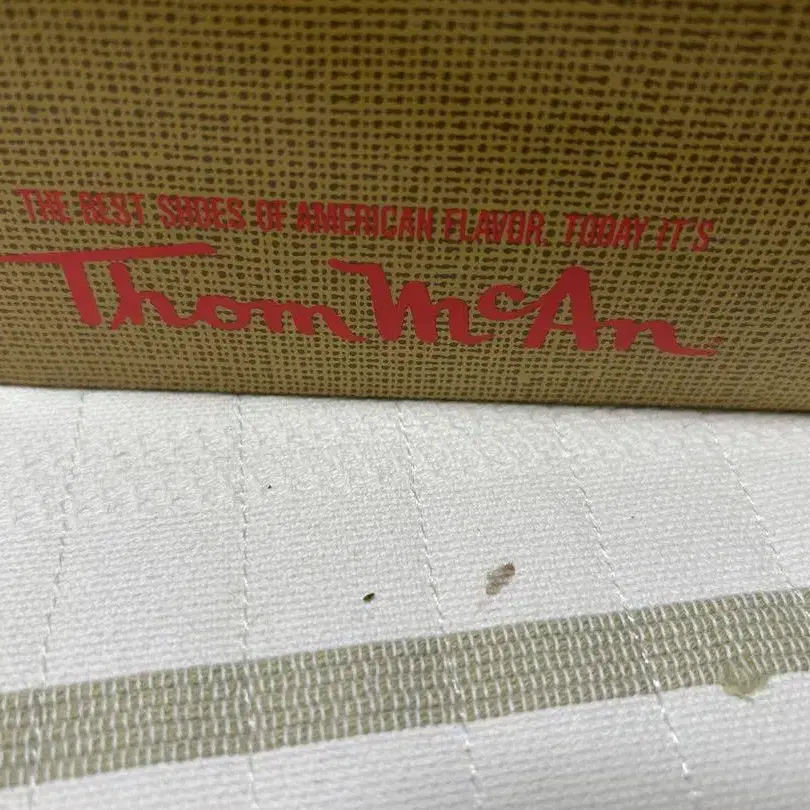 THE BEST SHOES OF AMERICAN FLAVOR. TODAY IT'S
Thom McAn